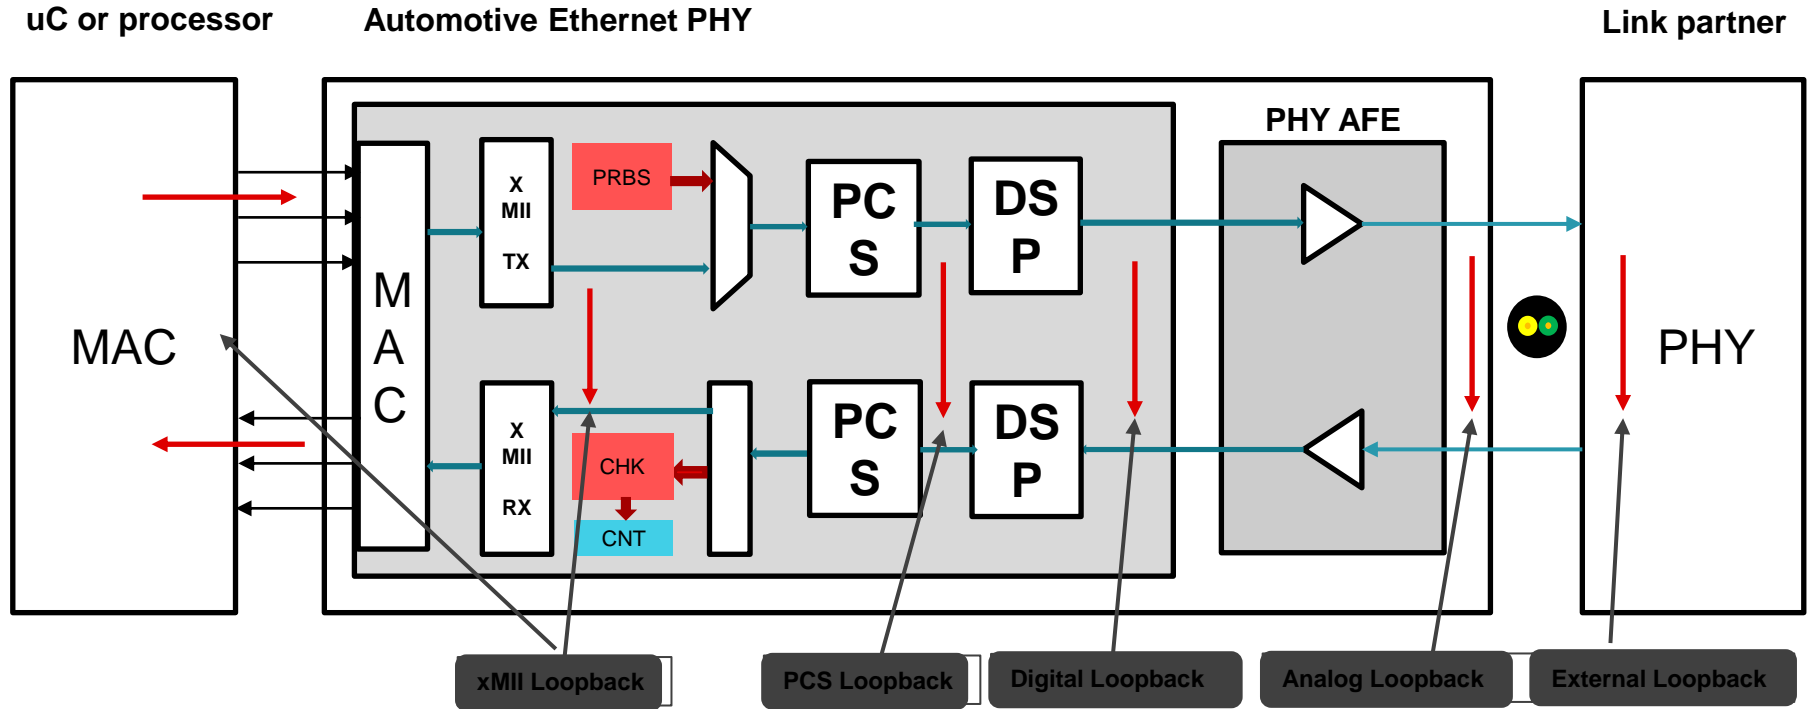 uC or processor
Automotive Ethernet PHY
Link partner
PHY AFE
MAC
M
A
C
X
MII
TX
PRBS
PC
S
DS
P
PHY
X
MII
RX
CHK
CNT
PC
S
DS
P
xMII Loopback
PCS Loopback
Digital Loopback
Analog Loopback
External Loopback